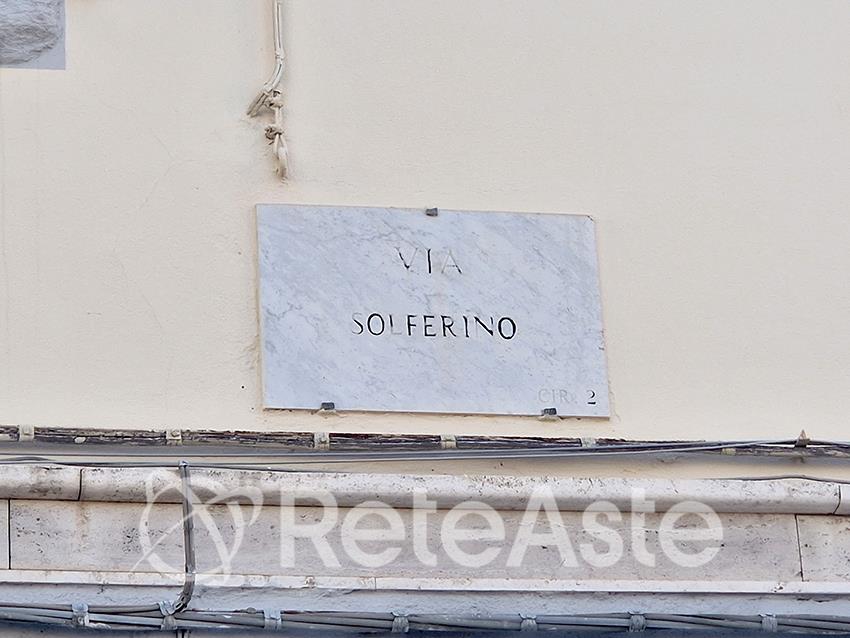 VIA
SOLFERINO
CIR. 2
ReteAste